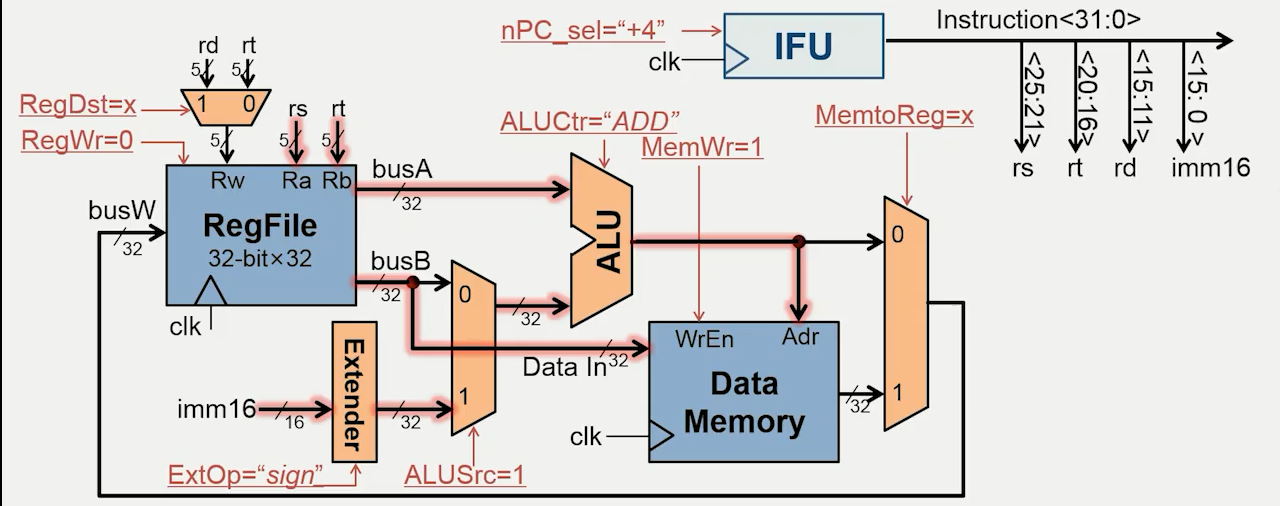 Instruction<31:0>
nPC_sel="+4"
IFU
clk
rd
rt
5
5
1
0
<25:21>
<20:16>
<15:11>
<15: 0 >
rs
rt
rd
imm16
RegDst=x
RegWr=0
5
rs
rt
5
5
ALUCtr="ADD"
MemWr=1
MemtoReg=x
Rw
Ra
Rb
busA
32
RegFile
32-bit×32
busW
32
busB
32
clk
ALU
0
0
32
WrEn
Adr
Data In
32
Extender
imm16
16
32
1
Data
Memory
clk
32
1
ExtOp="sign"
ALUSrc=1